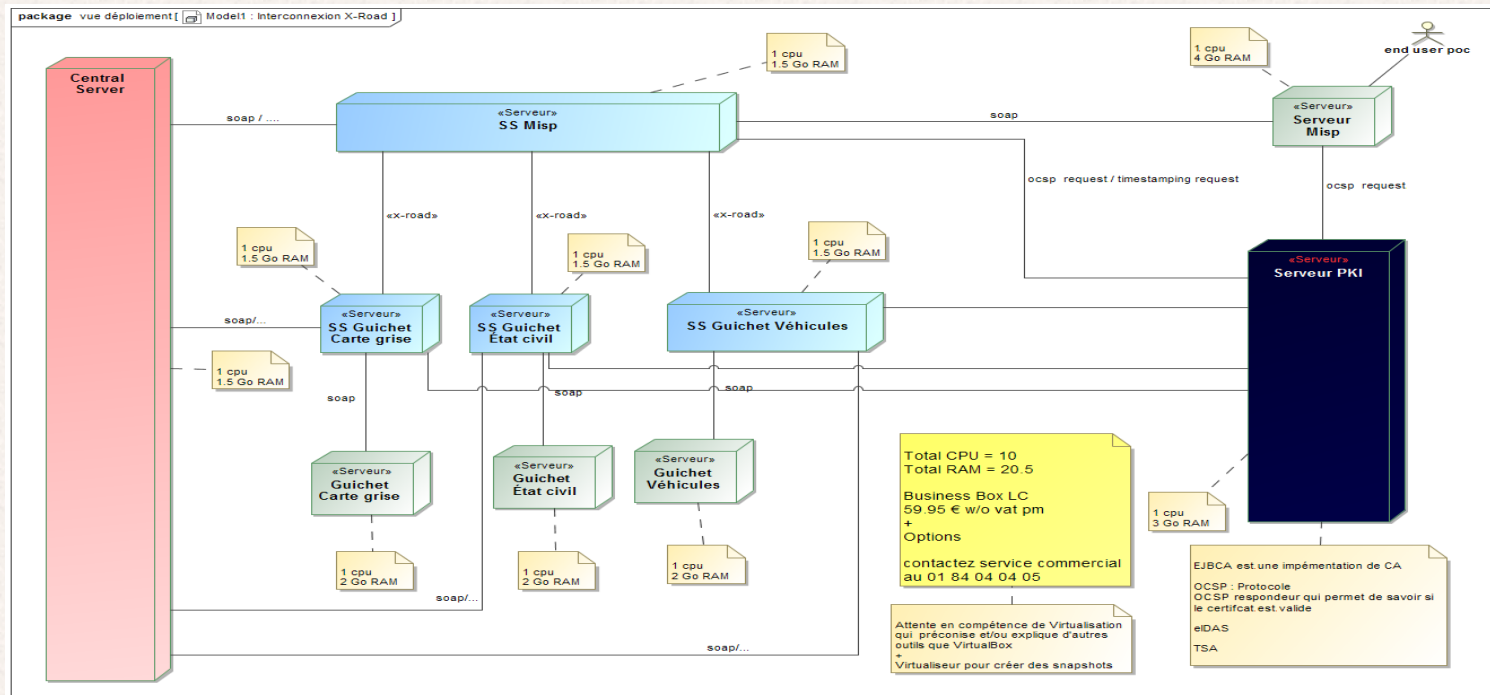 package vue déploiement [ Model1 : Interconnexion X-Road ]
Central
Server
soap / ....
«Serveur»
SS Misp
1 cpu
1.5 Go RAM
soap
1 cpu
4 Go RAM
end user poc
«Serveur»
Serveur
Misp
ocsp request / timestamping request
ocsp request
«x-road»
«x-road»
«x-road»
1 cpu
1.5 Go RAM
1 cpu
1.5 Go RAM
1 cpu
1.5 Go RAM
«Serveur»
Serveur PKI
soap/...
«Serveur»
SS Guichet
Carte grise
«Serveur»
SS Guichet
État civil
«Serveur»
SS Guichet Véhicules
1 cpu
1.5 Go RAM
soap
soap
soap
«Serveur»
Guichet
Carte grise
«Serveur»
Guichet
État civil
«Serveur»
Guichet
Véhicules
1 cpu
2 Go RAM
1 cpu
2 Go RAM
1 cpu
2 Go RAM
soap/...
soap/...
Total CPU = 10
Total RAM = 20.5
Business Box LC
59.95 € w/o vat pm
+
Options
contactez service commercial
au 01 84 04 04 05
Attente en compétence de Virtualisation
qui préconise et/ou explique d'autres
outils que VirtualBox
+
Virtualiseur pour créer des snapshots
1 cpu
3 Go RAM
EJBCA est une impémentation de CA
OCSP : Protocole
OCSP respondeur qui permet de savoir si
le certifcat est valide
eIDAS
TSA